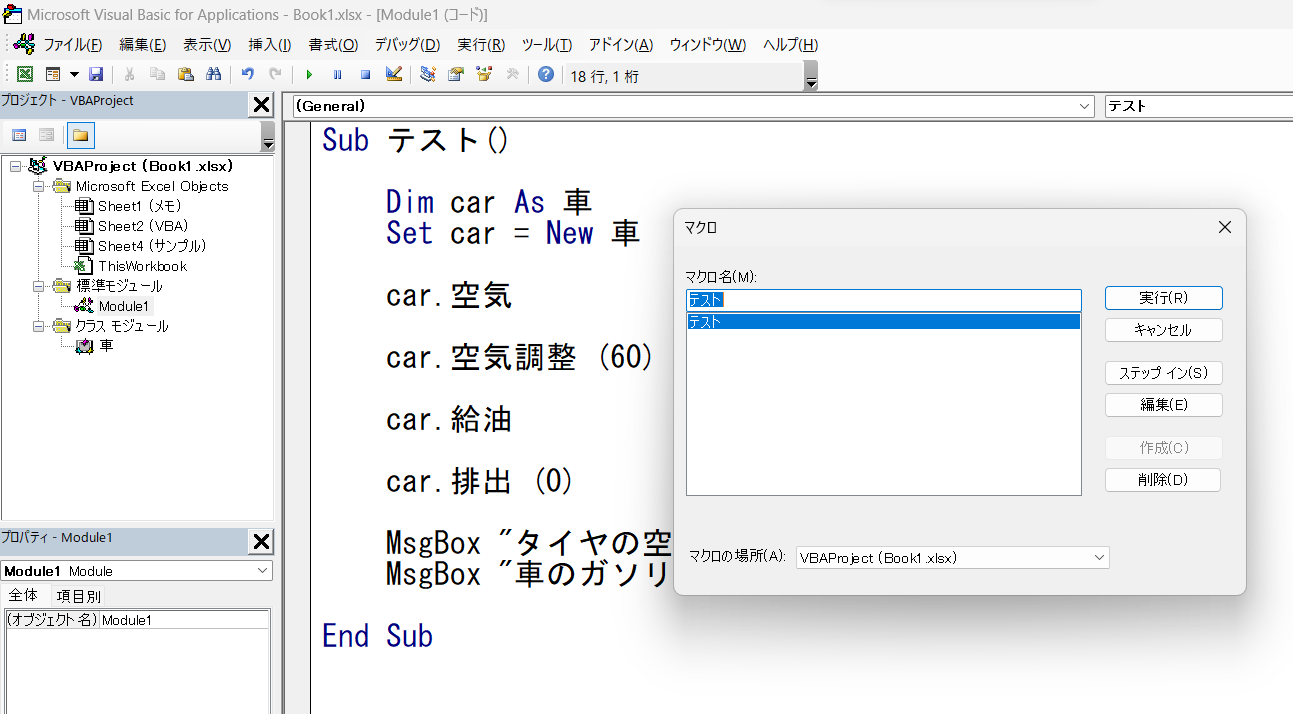 Microsoft Visual Basic for Applications - Book1.xlsx - [Module1 (コード)]
ファイル(F) 編集(E) 表示(V) 挿入(I) 書式(O) デバッグ(D) 実行(R) ツール(T) アドイン(A) ウィンドウ(W) ヘルプ(H)
18 行, 1 桁
プロジェクト - VBAProject
VBAProject (Book1.xlsx)
Microsoft Excel Objects
Sheet1 (メモ)
Sheet2 (VBA)
Sheet4 (サンプル)
ThisWorkbook
標準モジュール
Module1
クラス モジュール
車
プロパティ - Module1
Module1 Module
全体 項目別
(オブジェクト名) Module1
(General) テスト
Sub テスト()
Dim car As 車
Set car = New 車
car.空気
car.空気調整 (60)
car.給油
car.排出 (0)
MsgBox "タイヤの空
MsgBox "車のガソリ
End Sub
マクロ
マクロ名(M):
テスト
テスト
実行(R)
キャンセル
ステップ イン(S)
編集(E)
作成(C)
削除(D)
マクロの場所(A): VBAProject (Book1.xlsx)